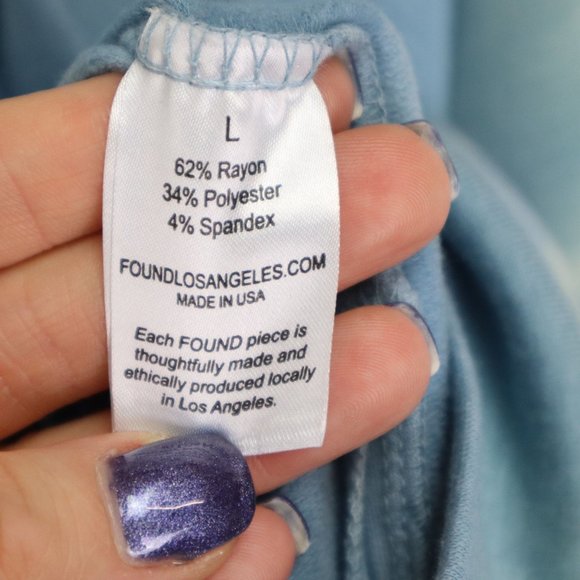 L
62% Rayon
34% Polyester
4% Spandex
FOUNDLOSANGELES.COM
MADE IN USA
Each FOUND piece is
thoughtfully made and
ethically produced locally
in Los Angeles.